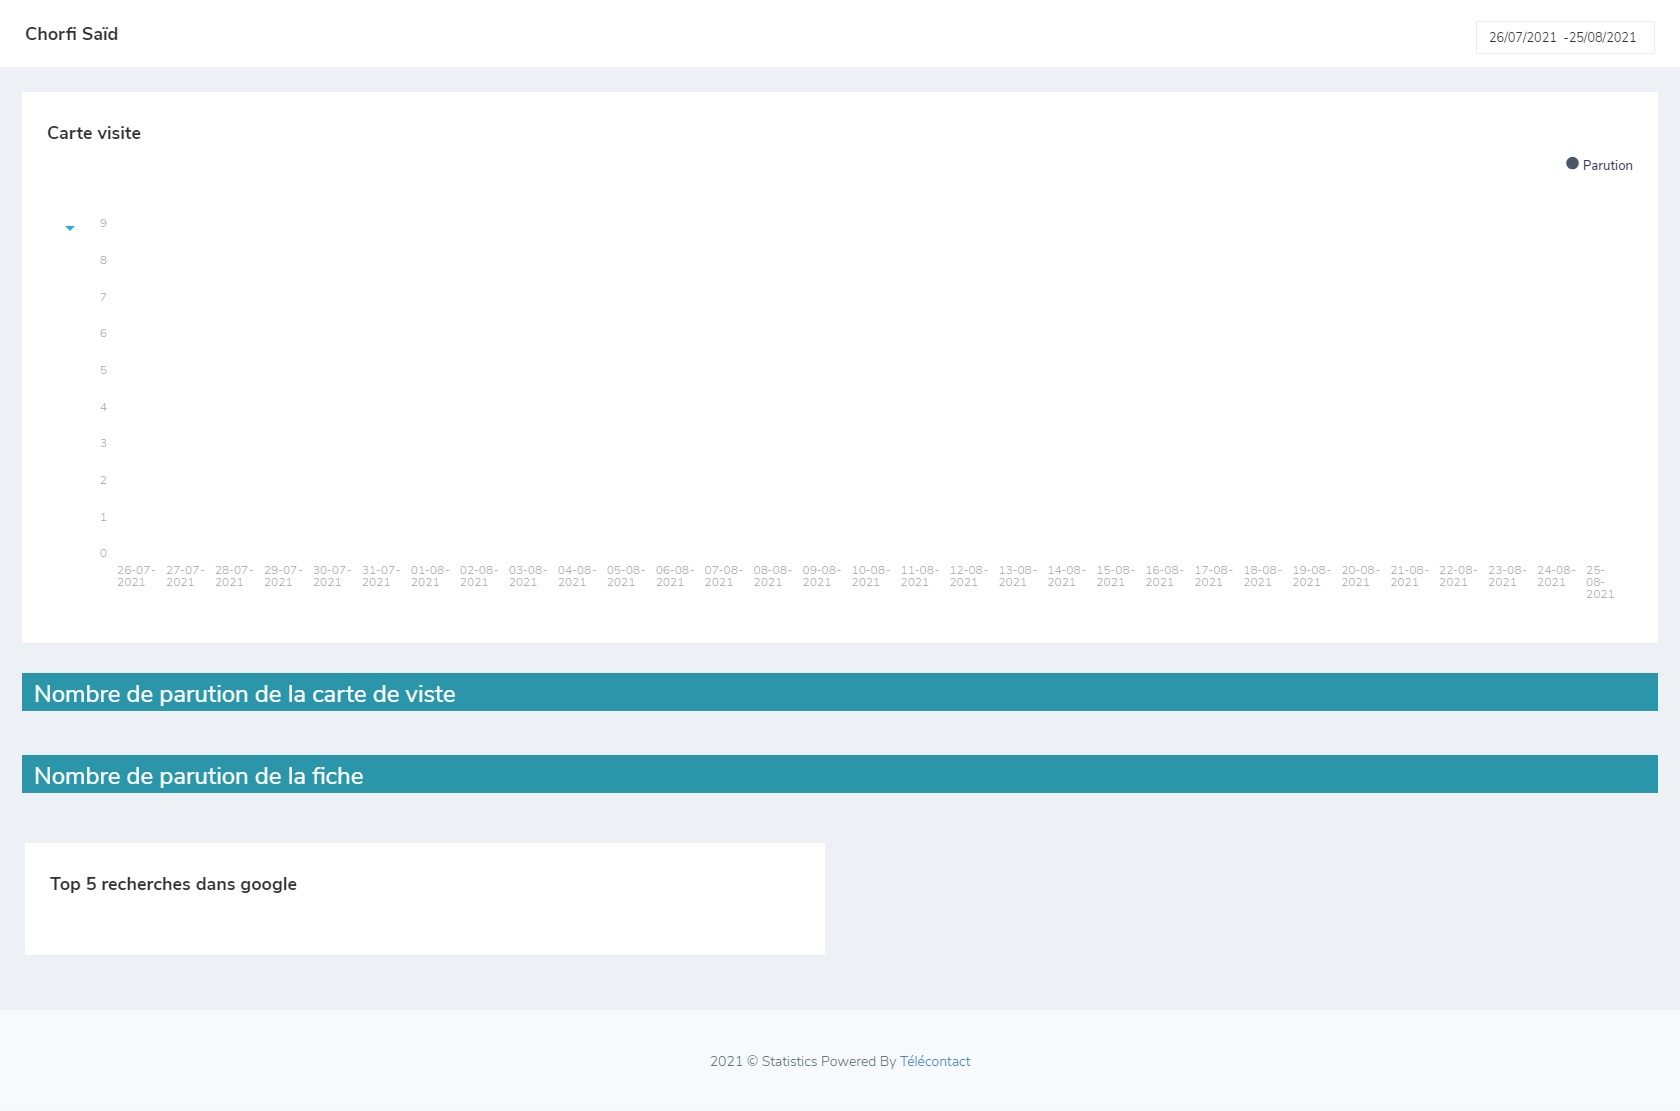 Chorfi Saïd
26/07/2021 -25/08/2021
Carte visite
Parution
9
8
7
6
5
4
3
2
1
0
26-07-2021 27-07-2021 28-07-2021 29-07-2021 30-07-2021 31-07-2021 01-08-2021 02-08-2021 03-08-2021 04-08-2021 05-08-2021 06-08-2021 07-08-2021 08-08-2021 09-08-2021 10-08-2021 11-08-2021 12-08-2021 13-08-2021 14-08-2021 15-08-2021 16-08-2021 17-08-2021 18-08-2021 19-08-2021 20-08-2021 21-08-2021 22-08-2021 23-08-2021 24-08-2021 25-08-2021
Nombre de parution de la carte de viste
Nombre de parution de la fiche
Top 5 recherches dans google
2021 © Statistics Powered By Télécontact